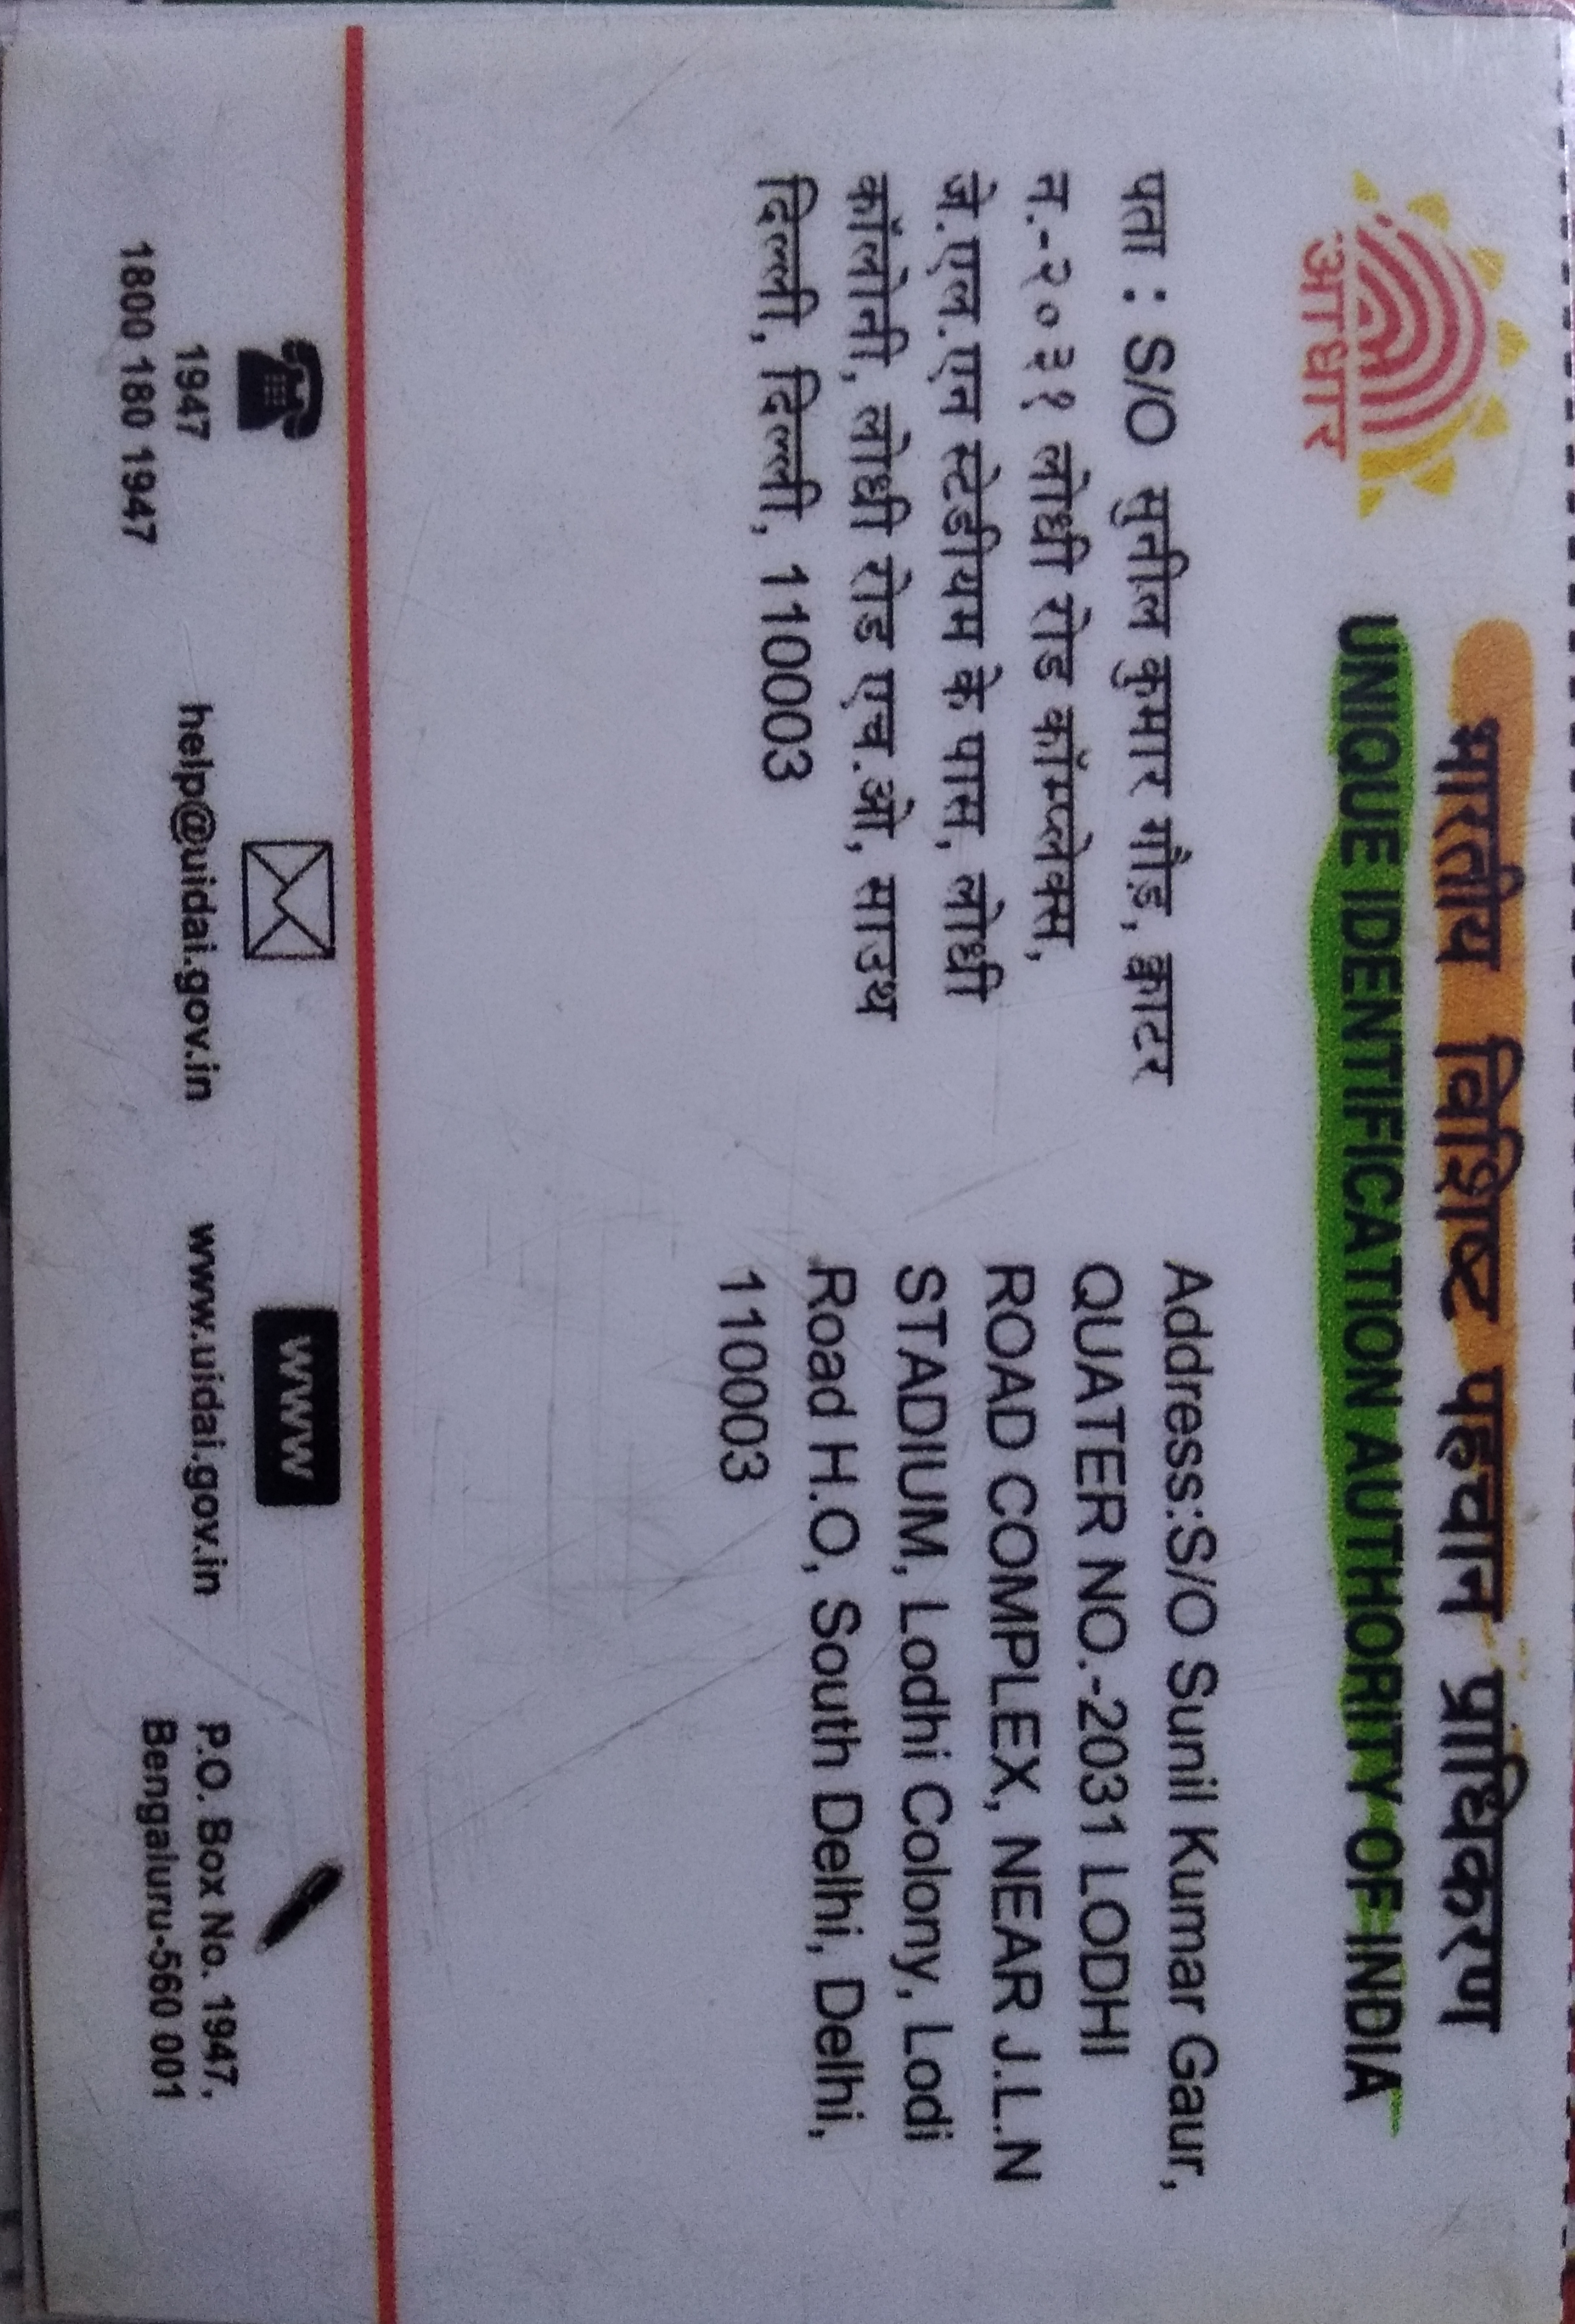 भारतीय विशिष्ट पहचान प्राधिकरण
UNIQUE IDENTIFICATION AUTHORITY OF INDIA
आधार
पता : S/O सुनील कुमार गौड़, क्वाटर
न.-२०३१ लोधी रोड कॉम्प्लेक्स,
जे.एल.एन स्टेडीयम के पास, लोधी
कॉलोनी, लोधी रोड एच.ओ, साउथ
दिल्ली, दिल्ली, 110003
Address:S/O Sunil Kumar Gaur,
QUATER NO.-2031 LODHI
ROAD COMPLEX, NEAR J.L.N
STADIUM, Lodhi Colony, Lodi
Road H.O, South Delhi, Delhi,
110003
1947
1800 180 1947
help@uidai.gov.in
www
www.uidai.gov.in
P.O. Box No. 1947,
Bengaluru-560 001